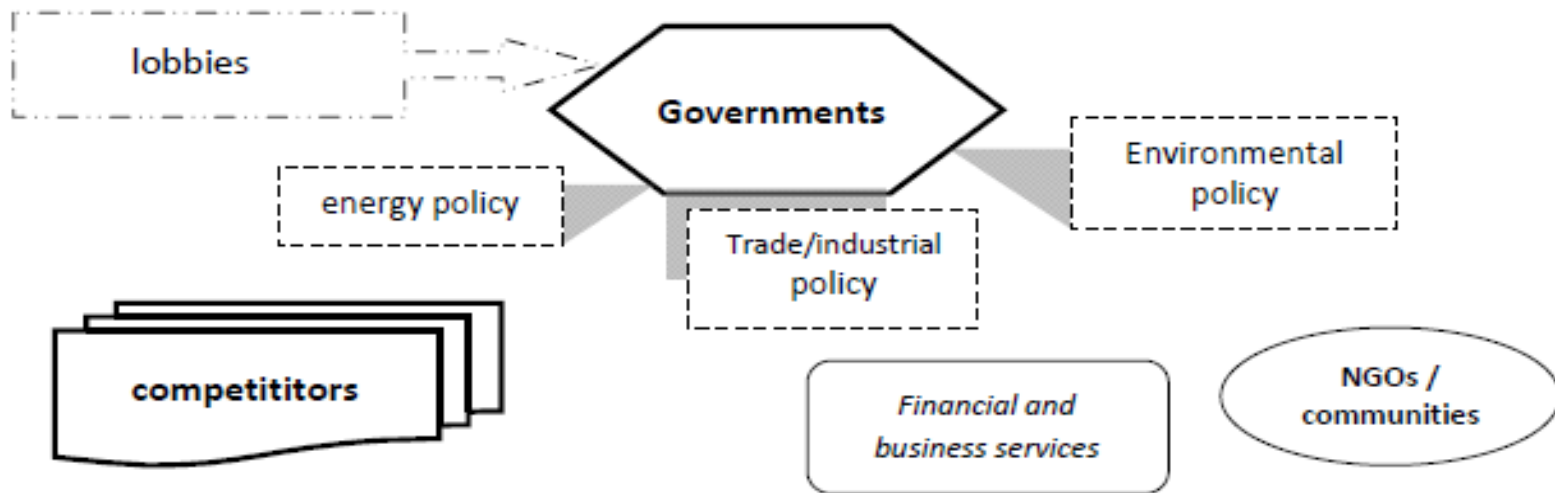 lobbies
Governments
energy policy
Trade/industrial
policy
Environmental
policy
competititors
Financial and
business services
NGOs /
communities